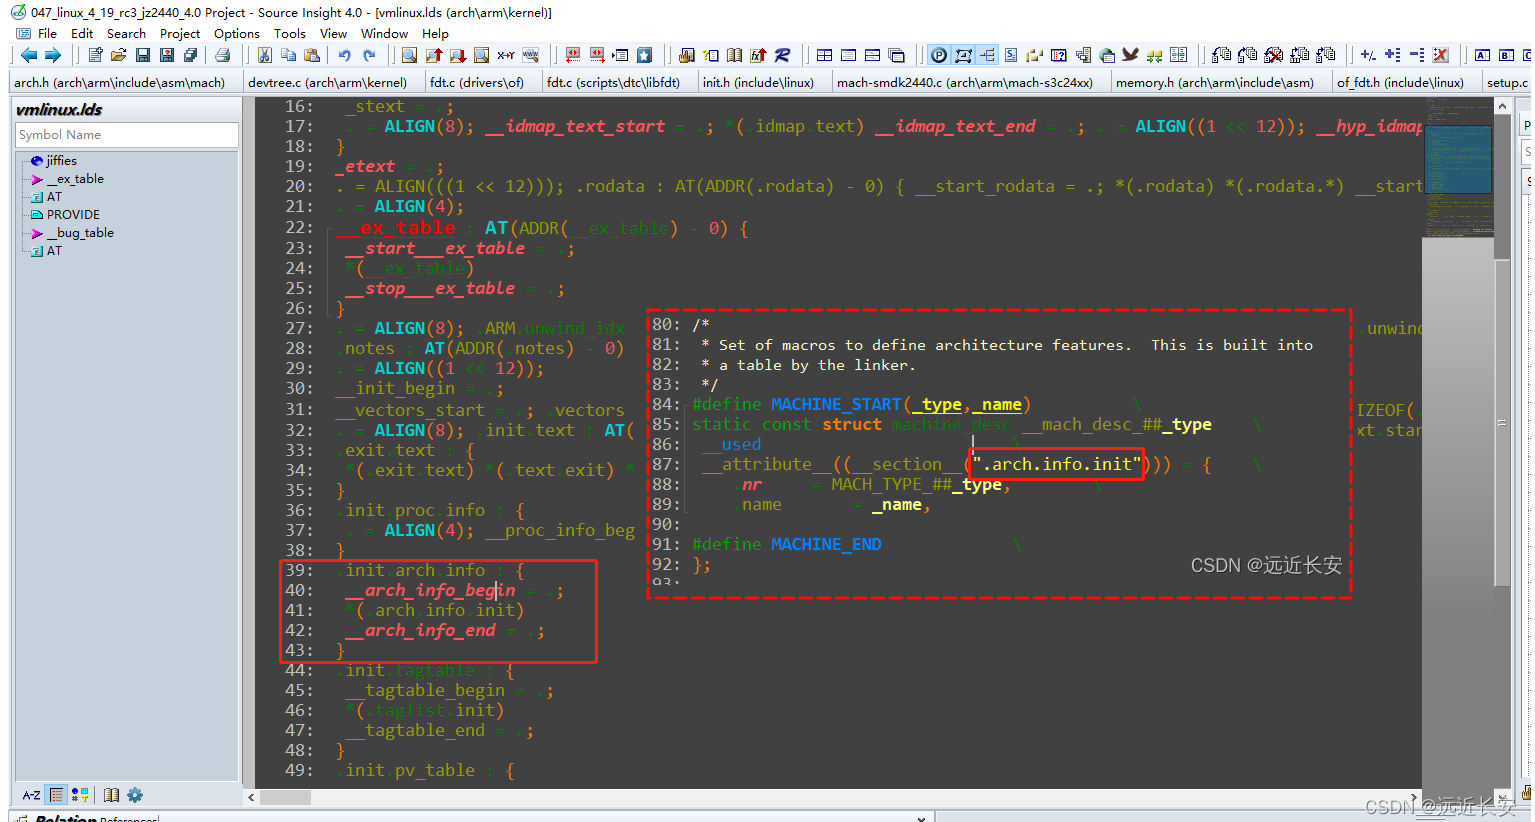 047_linux_4_19_rc3_jz2440_4.0 Project - Source Insight 4.0 - [vmlinux.lds (arch\arm\kernel)]
File Edit Search Project Options Tools View Window Help
arch.h (arch\arm\include\asm\mach) devtree.c (arch\arm\kernel) fdt.c (drivers\of) fdt.c (scripts\dtc\libfdt) init.h (include\linux) mach-smdk2440.c (arch\arm\mach-s3c24xx) memory.h (arch\arm\include\asm) of_fdt.h (include\linux) setup.c
vmlinux.lds
Symbol Name
jiffies
__ex_table
AT
PROVIDE
__bug_table
AT
A-Z
16: _stext = .;
17: . = ALIGN(8); __idmap_text_start = .; *(.idmap.text) __idmap_text_end = .; . = ALIGN((1 << 12)); __hyp_idmap
18: }
19: _etext = .;
20: . = ALIGN(((1 << 12))); .rodata : AT(ADDR(.rodata) - 0) { __start_rodata = .; *(.rodata) *(.rodata.*) __start
21: . = ALIGN(4);
22: __ex_table : AT(ADDR(__ex_table) - 0) {
23: __start___ex_table = .;
24: *(__ex_table)
25: __stop___ex_table = .;
26: }
27: . = ALIGN(8); .ARM.unwind_idx .unwind
28: .notes : AT(ADDR(.notes) - 0)
29: . = ALIGN((1 << 12));
30: __init_begin = .;
31: __vectors_start = .; .vectors IZEOF(.
32: . = ALIGN(8); .init.text : AT( xt.star
33: .exit.text : {
34: *(.exit.text) *(.text.exit) *
35: }
36: .init.proc.info : {
37: . = ALIGN(4); __proc_info_beg
38: }
39: .init.arch.info : {
40: __arch_info_begin = .;
41: *(.arch.info.init)
42: __arch_info_end = .;
43: }
44: .init.tagtable : {
45: __tagtable_begin = .;
46: *(.taglist.init)
47: __tagtable_end = .;
48: }
49: .init.pv_table : {
80: /*
81: * Set of macros to define architecture features.  This is built into
82: * a table by the linker.
83: */
84: #define MACHINE_START(_type,_name) \
85: static const struct machine_desc __mach_desc_##_type \
86: __used \
87: __attribute__((__section__(".arch.info.init"))) = { \
88: .nr = MACH_TYPE_##_type, \
89: .name = _name,
90:
91: #define MACHINE_END \
92: };
93.
CSDN @远近长安
CSDN @远近长安
Relation References